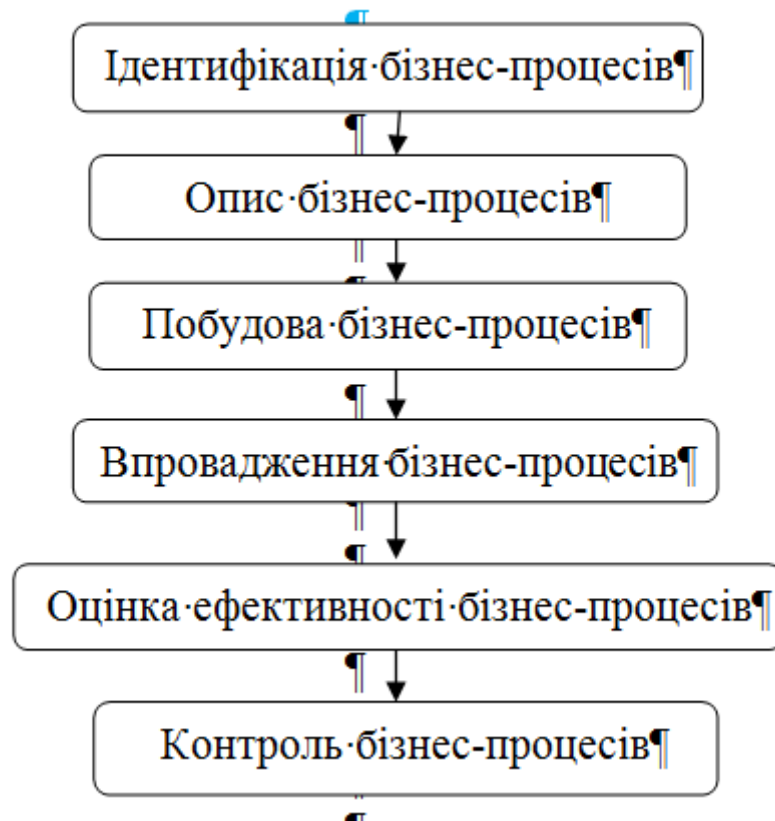 Ідентифікація·бізнес-процесів¶
Опис·бізнес-процесів¶
Побудова·бізнес-процесів¶
Впровадження·бізнес-процесів¶
Оцінка·ефективності·бізнес-процесів¶
Контроль·бізнес-процесів¶